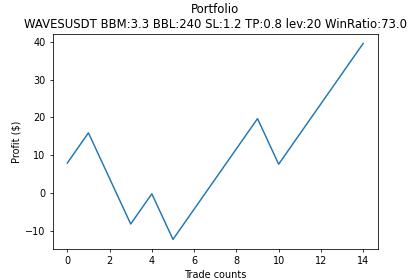 Portfolio
WAVESUSDT BBM:3.3 BBL:240 SL:1.2 TP:0.8 lev:20 WinRatio:73.0
40
30
20
10
0
−10
Profit ($)
0 2 4 6 8 10 12 14
Trade counts